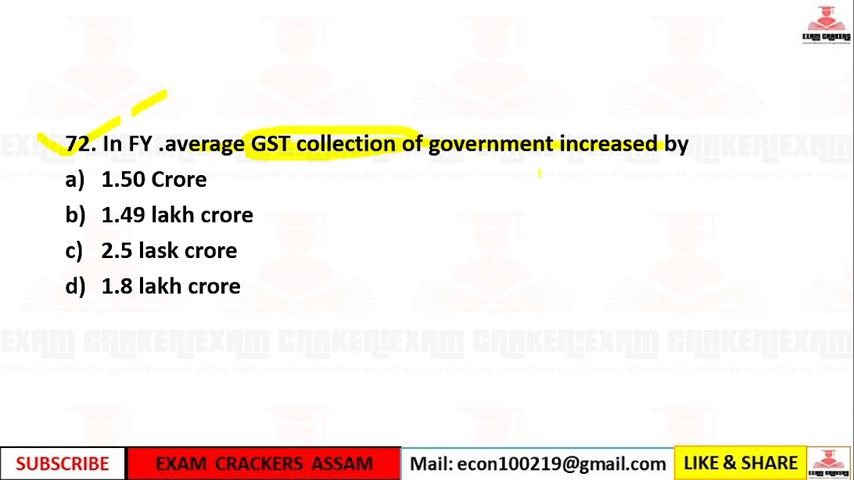 EXAM CRAKERS
72. In FY .average GST collection of government increased by
a) 1.50 Crore
b) 1.49 lakh crore
c) 2.5 lask crore
d) 1.8 lakh crore
SUBSCRIBE EXAM CRACKERS ASSAM Mail: econ100219@gmail.com LIKE & SHARE